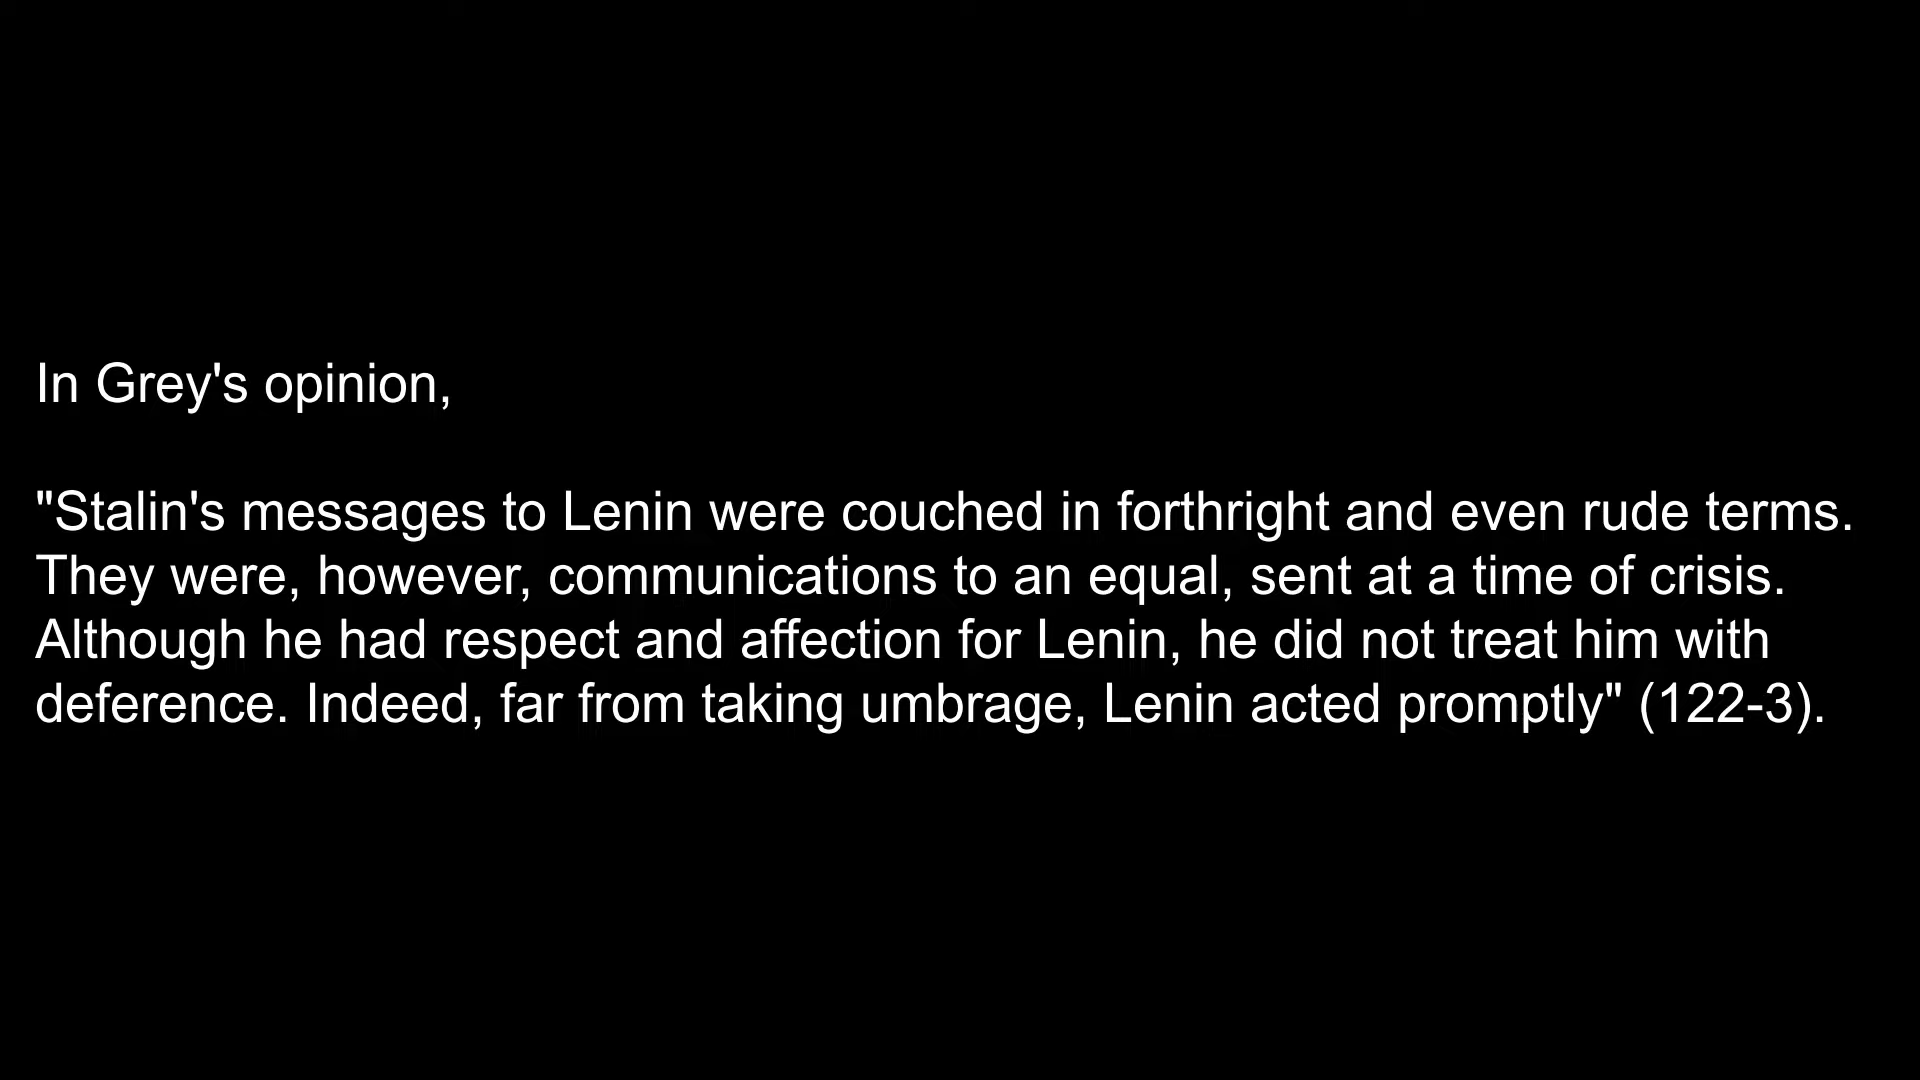 In Grey's opinion,
"Stalin's messages to Lenin were couched in forthright and even rude terms.
They were, however, communications to an equal, sent at a time of crisis.
Although he had respect and affection for Lenin, he did not treat him with
deference. Indeed, far from taking umbrage, Lenin acted promptly" (122-3).